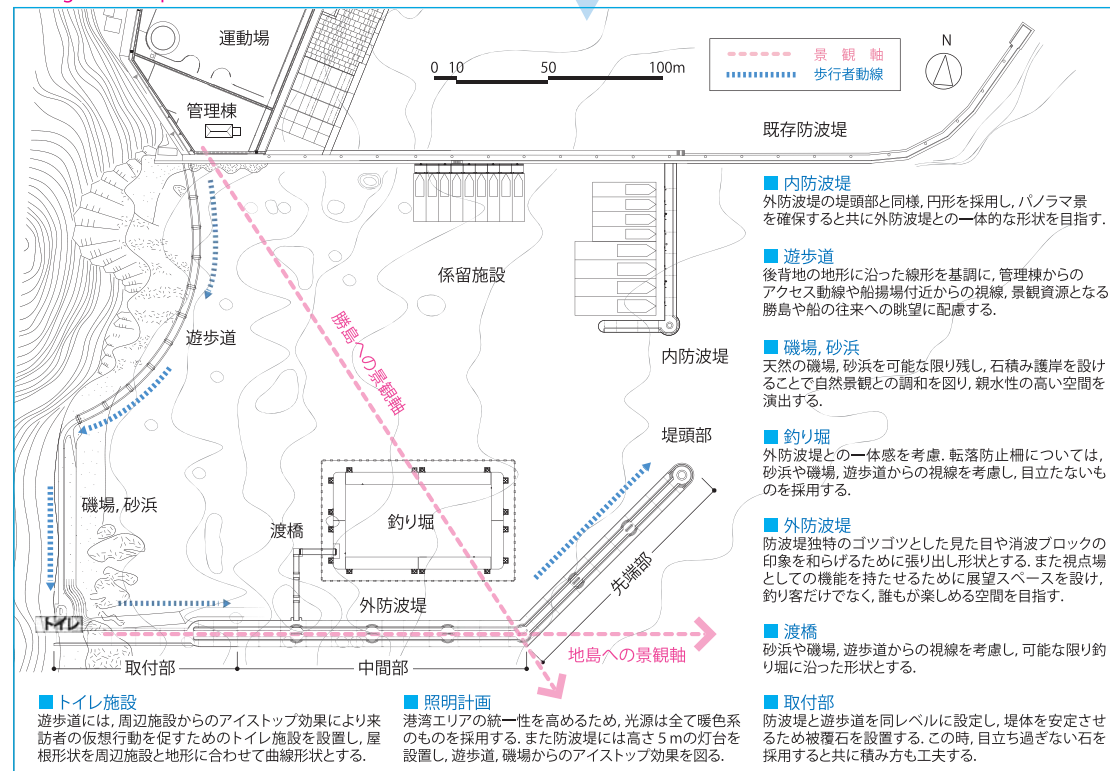 運動場
管理棟
0 10 50 100m
景観軸
歩行者動線
N
既存防波堤
係留施設
遊歩道
勝島への景観軸
内防波堤
堤頭部
磯場, 砂浜
渡橋
釣り堀
先端部
外防波堤
トイレ
地島への景観軸
取付部
中間部
■ 内防波堤
外防波堤の堤頭部と同様, 円形を採用し, パノラマ景
を確保すると共に外防波堤との一体的な形状を目指す.
■ 遊歩道
後背地の地形に沿った線形を基調に, 管理棟からの
アクセス動線や船揚場付近からの視線, 景観資源となる
勝島や船の往来への眺望に配慮する.
■ 磯場, 砂浜
天然の磯場, 砂浜を可能な限り残し, 石積み護岸を設け
ることで自然景観との調和を図り, 親水性の高い空間を
演出する.
■ 釣り堀
外防波堤との一体感を考慮. 転落防止柵については,
砂浜や磯場, 遊歩道からの視線を考慮し, 目立たないも
のを採用する.
■ 外防波堤
防波堤独特のゴツゴツとした見た目や消波ブロックの
印象を和らげるために張り出し形状とする. また視点場
としての機能を持たせるために展望スペースを設け,
釣り客だけでなく, 誰もが楽しめる空間を目指す.
■ 渡橋
砂浜や磯場, 遊歩道からの視線を考慮し, 可能な限り釣
り堀に沿った形状とする.
■ 取付部
防波堤と遊歩道を同レベルに設定し, 堤体を安定させ
るため被覆石を設置する. この時, 目立ち過ぎない石を
採用すると共に積み方も工夫する.
■ トイレ施設
遊歩道には, 周辺施設からのアイストップ効果により来
訪者の仮想行動を促すためのトイレ施設を設置し, 屋
根形状を周辺施設と地形に合わせて曲線形状とする.
■ 照明計画
港湾エリアの統一性を高めるため, 光源は全て暖色系
のものを採用する. また防波堤には高さ5mの灯台を
設置し, 遊歩道, 磯場からのアイストップ効果を図る.